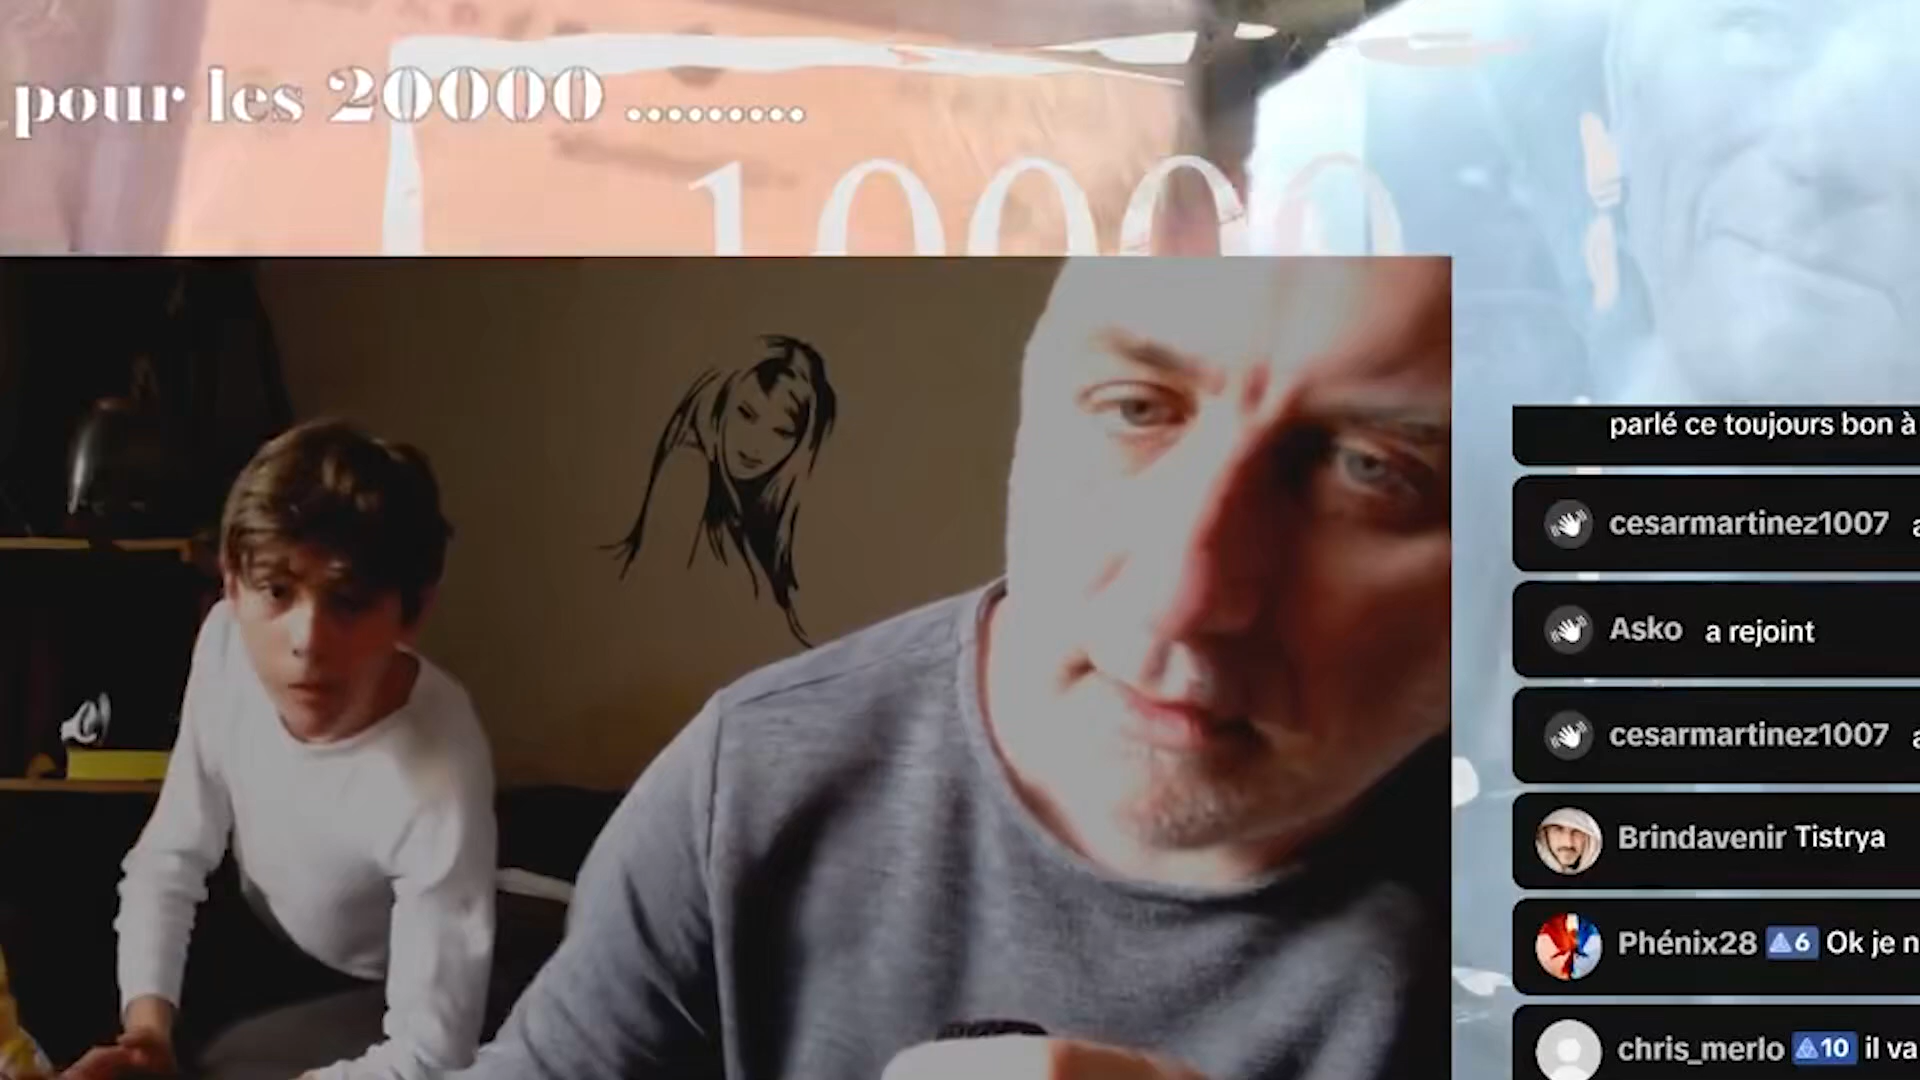 pour les 20000 .........
10000
parlé ce toujours bon à
cesarmartinez1007 a
Asko a rejoint
cesarmartinez1007 a
Brindavenir Tistrya
Phénix28 6 Ok je n
chris_merlo 10 il va